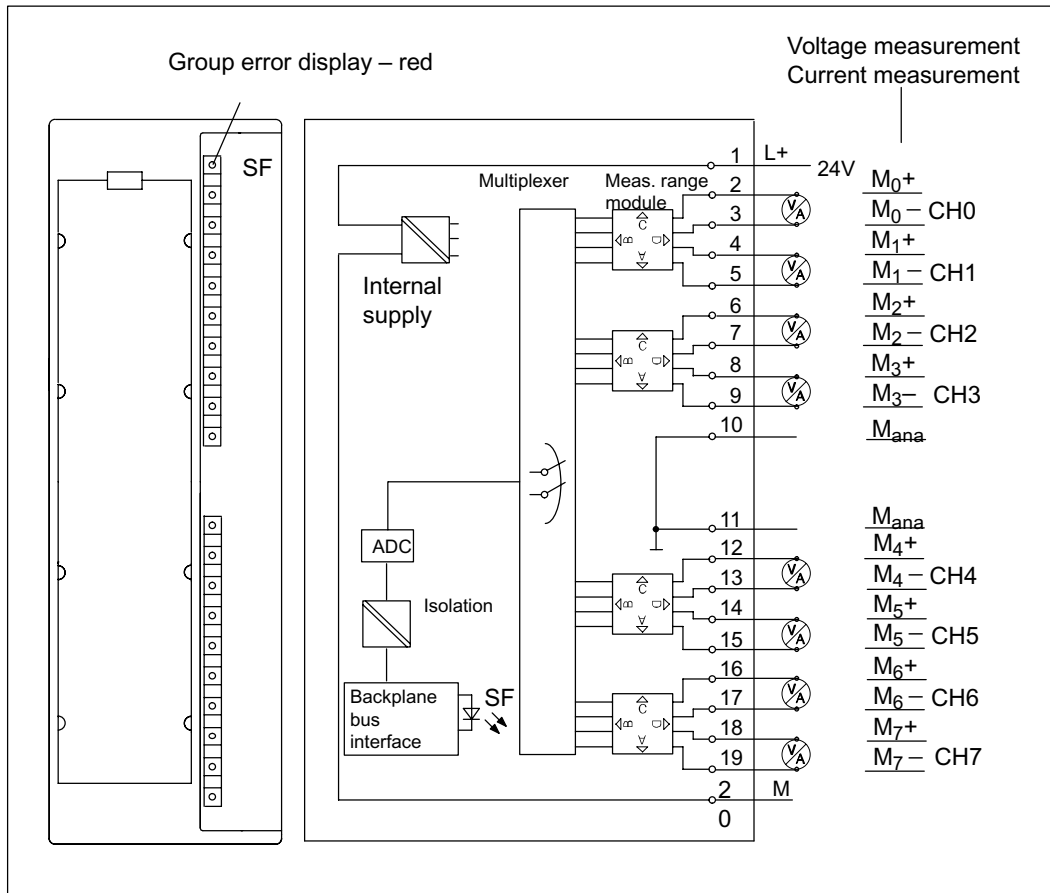 Group error display – red
Voltage measurement
Current measurement
SF
Multiplexer
Meas. range
module
Internal
supply
ADC
Isolation
Backplane
bus
interface
SF
C
B
D
A
C
B
D
A
C
B
D
A
C
B
D
A
1 L+ 24V
2 M0+
3 V/A M0– CH0
4 M1+
5 V/A M1– CH1
6 M2+
7 V/A M2– CH2
8 M3+
9 V/A M3– CH3
10 Mana
11 Mana
12 M4+
13 V/A M4– CH4
14 M5+
15 V/A M5– CH5
16 M6+
17 V/A M6– CH6
18 M7+
19 V/A M7– CH7
2 M
0